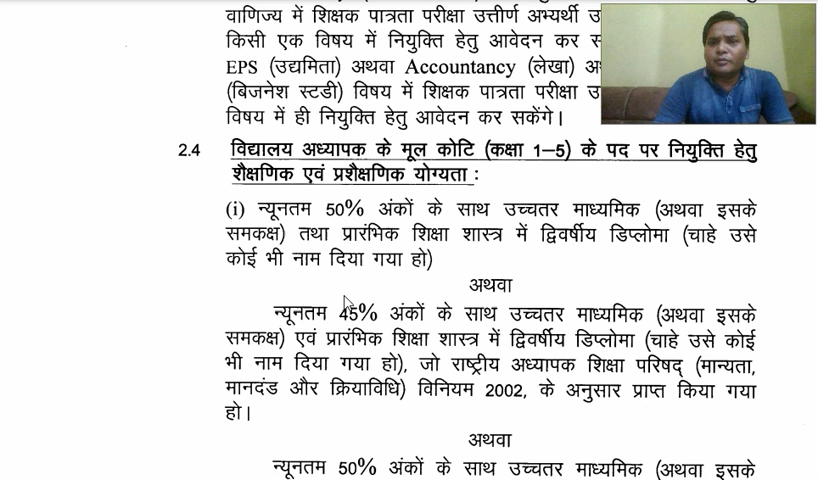 वाणिज्य में शिक्षक पात्रता परीक्षा उत्तीर्ण अभ्यर्थी
किसी एक विषय में नियुक्ति हेतु आवेदन कर
EPS (उद्यमिता) अथवा Accountancy (लेखा)
(बिजनेश स्टडी) विषय में शिक्षक पात्रता परीक्षा
विषय में ही नियुक्ति हेतु आवेदन कर सकेंगे।
2.4 विद्यालय अध्यापक के मूल कोटि (कक्षा 1–5) के पद पर नियुक्ति हेतु
शैक्षणिक एवं प्रशैक्षणिक योग्यता :
(i) न्यूनतम 50% अंकों के साथ उच्चतर माध्यमिक (अथवा इसके
समकक्ष) तथा प्रारंभिक शिक्षा शास्त्र में द्विवर्षीय डिप्लोमा (चाहे उसे
कोई भी नाम दिया गया हो)
अथवा
न्यूनतम 45% अंकों के साथ उच्चतर माध्यमिक (अथवा इसके
समकक्ष) एवं प्रारंभिक शिक्षा शास्त्र में द्विवर्षीय डिप्लोमा (चाहे उसे कोई
भी नाम दिया गया हो), जो राष्ट्रीय अध्यापक शिक्षा परिषद् (मान्यता,
मानदंड और क्रियाविधि) विनियम 2002, के अनुसार प्राप्त किया गया
हो।
अथवा
न्यूनतम 50% अंकों के साथ उच्चतर माध्यमिक (अथवा इसके